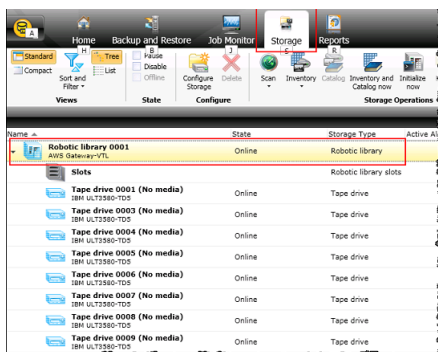 A
Home Backup and Restore Job Monitor Storage Reports
H B J S R
Standard Tree Pause
Compact Sort and Filter List Disable
Offline Configure Storage Delete Scan Inventory Catalog Inventory and Catalog now Initialize now
Views State Configure Storage Operations
Name State Storage Type Active Al
Robotic library 0001 Online Robotic library
AWS Gateway-VTL
Slots Robotic library slots
Tape drive 0001 (No media) Online Tape drive
IBM ULT3580-TD5
Tape drive 0003 (No media) Online Tape drive
IBM ULT3580-TD5
Tape drive 0004 (No media) Online Tape drive
IBM ULT3580-TD5
Tape drive 0005 (No media) Online Tape drive
IBM ULT3580-TD5
Tape drive 0006 (No media) Online Tape drive
IBM ULT3580-TD5
Tape drive 0007 (No media) Online Tape drive
IBM ULT3580-TD5
Tape drive 0008 (No media) Online Tape drive
IBM ULT3580-TD5
Tape drive 0009 (No media) Online Tape drive
IBM ULT3580-TD5